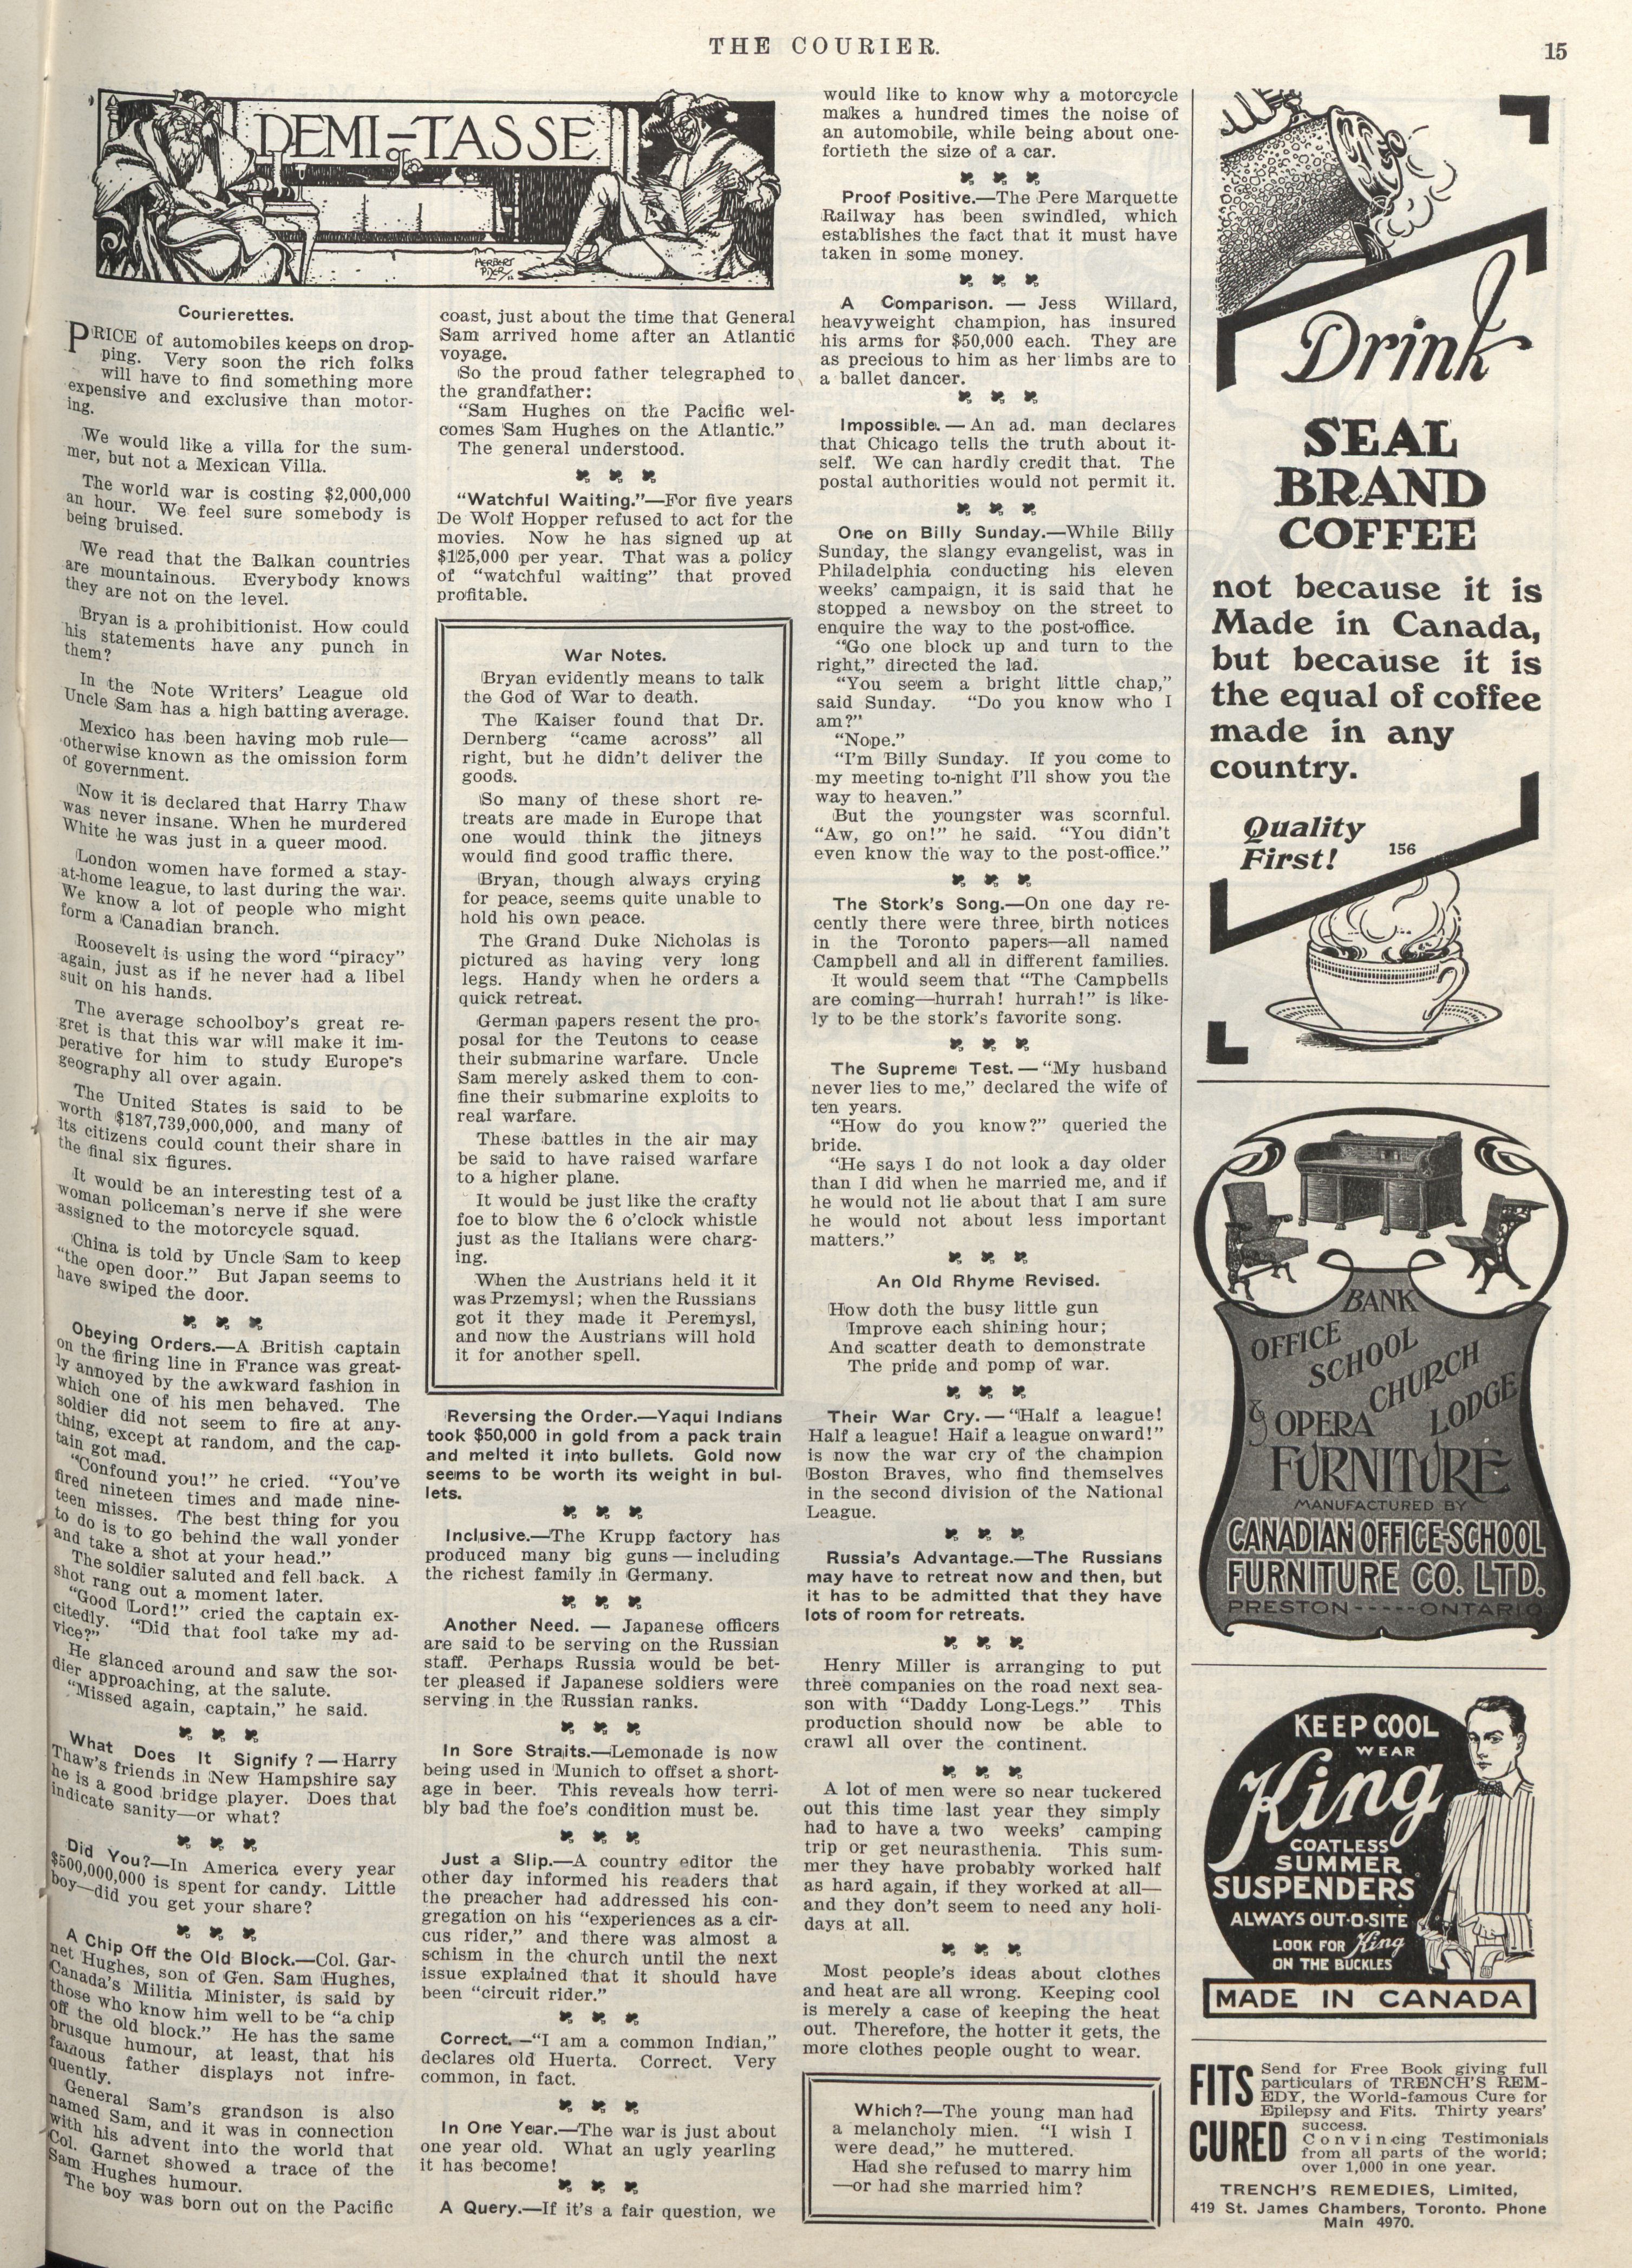 THE COURIER.
15
DEMI-TASSE
HERBERT
PYER/
Courierettes.
PRICE of automobiles keeps on drop-
ping. Very soon the rich folks
will have to find something more
expensive and exclusive than motor-
ing.
We would like a villa for the sum-
mer, but not a Mexican Villa.
The world war is costing $2,000,000
an hour. We feel sure somebody is
being bruised.
We read that the Balkan countries
are mountainous. Everybody knows
they are not on the level.
Bryan is a prohibitionist. How could
his statements have any punch in
them?
In the Note Writers' League old
Uncle Sam has a high batting average.
Mexico has been having mob rule—
otherwise known as the omission form
of government.
Now it is declared that Harry Thaw
was never insane. When he murdered
White he was just in a queer mood.
London women have formed a stay-
at-home league, to last during the war.
We know a lot of people who might
form a Canadian branch.
Roosevelt is using the word "piracy"
again, just as if he never had a libel
suit on his hands.
The average schoolboy's great re-
gret is that this war will make it im-
perative for him to study Europe's
geography all over again.
The United States is said to be
worth $187,739,000,000, and many of
its citizens could count their share in
the final six figures.
It would be an interesting test of a
woman policeman's nerve if she were
assigned to the motorcycle squad.
China is told by Uncle Sam to keep
"the open door." But Japan seems to
have swiped the door.
Obeying Orders.—A British captain
on the firing line in France was great-
ly annoyed by the awkward fashion in
which one of his men behaved. The
soldier did not seem to fire at any-
thing, except at random, and the cap-
tain got mad.
"Confound you!" he cried. "You've
fired nineteen times and made nine-
teen misses. The best thing for you
to do is to go behind the wall yonder
and take a shot at your head."
The soldier saluted and fell back. A
shot rang out a moment later.
"Good Lord!" cried the captain ex-
citedly. "Did that fool take my ad-
vice?"
He glanced around and saw the sol-
dier approaching, at the salute.
"Missed again, captain," he said.
What Does It Signify?—Harry
Thaw's friends in New Hampshire say
he is a good bridge player. Does that
indicate sanity—or what?
Did You?—In America every year
$500,000,000 is spent for candy. Little
boy—did you get your share?
A Chip Off the Old Block.—Col. Gar-
net Hughes, son of Gen. Sam Hughes,
Canada's Militia Minister, is said by
those who know him well to be "a chip
off the old block." He has the same
brusque humour, at least, that his
famous father displays not infre-
quently.
General Sam's grandson is also
named Sam, and it was in connection
with his advent into the world that
Col. Garnet showed a trace of the
Sam Hughes humour.
The boy was born out on the Pacific
coast, just about the time that General
Sam arrived home after an Atlantic
voyage.
So the proud father telegraphed to
the grandfather:
"Sam Hughes on the Pacific wel-
comes Sam Hughes on the Atlantic."
The general understood.
"Watchful Waiting."—For five years
De Wolf Hopper refused to act for the
movies. Now he has signed up at
$125,000 per year. That was a policy
of "watchful waiting" that proved
profitable.
War Notes.
Bryan evidently means to talk
the God of War to death.
The Kaiser found that Dr.
Dernberg "came across" all
right, but he didn't deliver the
goods.
So many of these short re-
treats are made in Europe that
one would think the jitneys
would find good traffic there.
Bryan, though always crying
for peace, seems quite unable to
hold his own peace.
The Grand Duke Nicholas is
pictured as having very long
legs. Handy when he orders a
quick retreat.
German papers resent the pro-
posal for the Teutons to cease
their submarine warfare. Uncle
Sam merely asked them to con-
fine their submarine exploits to
real warfare.
These battles in the air may
be said to have raised warfare
to a higher plane.
It would be just like the crafty
foe to blow the 6 o'clock whistle
just as the Italians were charg-
ing.
When the Austrians held it it
was Przemysl; when the Russians
got it they made it Peremysl,
and now the Austrians will hold
it for another spell.
Reversing the Order.—Yaqui Indians
took $50,000 in gold from a pack train
and melted it into bullets. Gold now
seems to be worth its weight in bul-
lets.
Inclusive.—The Krupp factory has
produced many big guns—including
the richest family in Germany.
Another Need. — Japanese officers
are said to be serving on the Russian
staff. Perhaps Russia would be bet-
ter pleased if Japanese soldiers were
serving in the Russian ranks.
In Sore Straits.—Lemonade is now
being used in Munich to offset a short-
age in beer. This reveals how terri-
bly bad the foe's condition must be.
Just a Slip.—A country editor the
other day informed his readers that
the preacher had addressed his con-
gregation on his "experiences as a cir-
cus rider," and there was almost a
schism in the church until the next
issue explained that it should have
been "circuit rider."
Correct.—"I am a common Indian,"
declares old Huerta. Correct. Very
common, in fact.
In One Year.—The war is just about
one year old. What an ugly yearling
it has become!
A Query.—If it's a fair question, we
would like to know why a motorcycle
makes a hundred times the noise of
an automobile, while being about one-
fortieth the size of a car.
Proof Positive.—The Pere Marquette
Railway has been swindled, which
establishes the fact that it must have
taken in some money.
A Comparison. — Jess Willard,
heavyweight champion, has insured
his arms for $50,000 each. They are
as precious to him as her limbs are to
a ballet dancer.
Impossible. — An ad. man declares
that Chicago tells the truth about it-
self. We can hardly credit that. The
postal authorities would not permit it.
One on Billy Sunday.—While Billy
Sunday, the slangy evangelist, was in
Philadelphia conducting his eleven
weeks' campaign, it is said that he
stopped a newsboy on the street to
enquire the way to the post-office.
"Go one block up and turn to the
right," directed the lad.
"You seem a bright little chap,"
said Sunday. "Do you know who I
am?"
"Nope."
"I'm Billy Sunday. If you come to
my meeting to-night I'll show you the
way to heaven."
But the youngster was scornful.
"Aw, go on!" he said. "You didn't
even know the way to the post-office."
The Stork's Song.—On one day re-
cently there were three birth notices
in the Toronto papers—all named
Campbell and all in different families.
It would seem that "The Campbells
are coming—hurrah! hurrah!" is like-
ly to be the stork's favorite song.
The Supreme Test. — "My husband
never lies to me," declared the wife of
ten years.
"How do you know?" queried the
bride.
"He says I do not look a day older
than I did when he married me, and if
he would not lie about that I am sure
he would not about less important
matters."
An Old Rhyme Revised.
How doth the busy little gun
Improve each shining hour;
And scatter death to demonstrate
The pride and pomp of war.
Their War Cry. — "Half a league!
Half a league! Half a league onward!"
is now the war cry of the champion
Boston Braves, who find themselves
in the second division of the National
League.
Russia's Advantage.—The Russians
may have to retreat now and then, but
it has to be admitted that they have
lots of room for retreats.
Henry Miller is arranging to put
three companies on the road next sea-
son with "Daddy Long-Legs." This
production should now be able to
crawl all over the continent.
A lot of men were so near tuckered
out this time last year they simply
had to have a two weeks' camping
trip or get neurasthenia. This sum-
mer they have probably worked half
as hard again, if they worked at all—
and they don't seem to need any holi-
days at all.
Most people's ideas about clothes
and heat are all wrong. Keeping cool
is merely a case of keeping the heat
out. Therefore, the hotter it gets, the
more clothes people ought to wear.
Which?—The young man had
a melancholy mien. "I wish I
were dead," he muttered.
Had she refused to marry him
—or had she married him?
Drink
SEAL
BRAND
COFFEE
not because it is
Made in Canada,
but because it is
the equal of coffee
made in any
country.
Quality
First!
156
BANK
OFFICE
SCHOOL
CHURCH
LODGE
& OPERA
FURNITURE
MANUFACTURED BY
CANADIAN OFFICE-SCHOOL
FURNITURE CO. LTD.
PRESTON-----ONTARIO
KEEP COOL
WEAR
King
COATLESS
SUMMER
SUSPENDERS
ALWAYS OUT-O-SITE
LOOK FOR King
ON THE BUCKLES
MADE IN CANADA
FITS
CURED
Send for Free Book giving full
particulars of TRENCH'S REM-
EDY, the World-famous Cure for
Epilepsy and Fits. Thirty years'
success.
Convincing Testimonials
from all parts of the world;
over 1,000 in one year.
TRENCH'S REMEDIES, Limited,
419 St. James Chambers, Toronto. Phone
Main 4970.